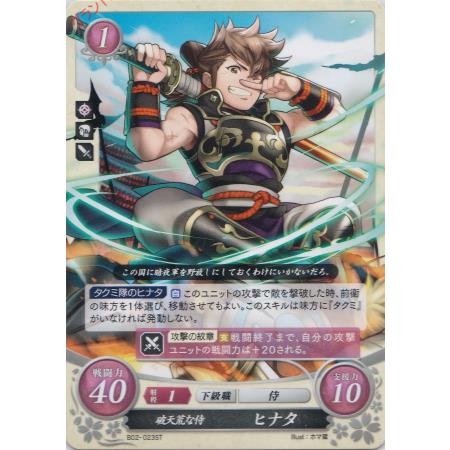 1
この国に暗夜軍を野放しにしておくわけにいかないだろ。
タクミ隊のヒナタ 自 このユニットの攻撃で敵を撃破した時、前衛
の味方を1体選び、移動させてもよい。このスキルは味方に『タクミ』
がいなければ発動しない。
攻撃の紋章 支 戦闘終了まで、自分の攻撃
ユニットの戦闘力は+20される。
戦闘力
40
射程 1 下級職 侍
支援力
10
破天荒な侍 ヒナタ
B02-023ST
Illust:ホマ蔵